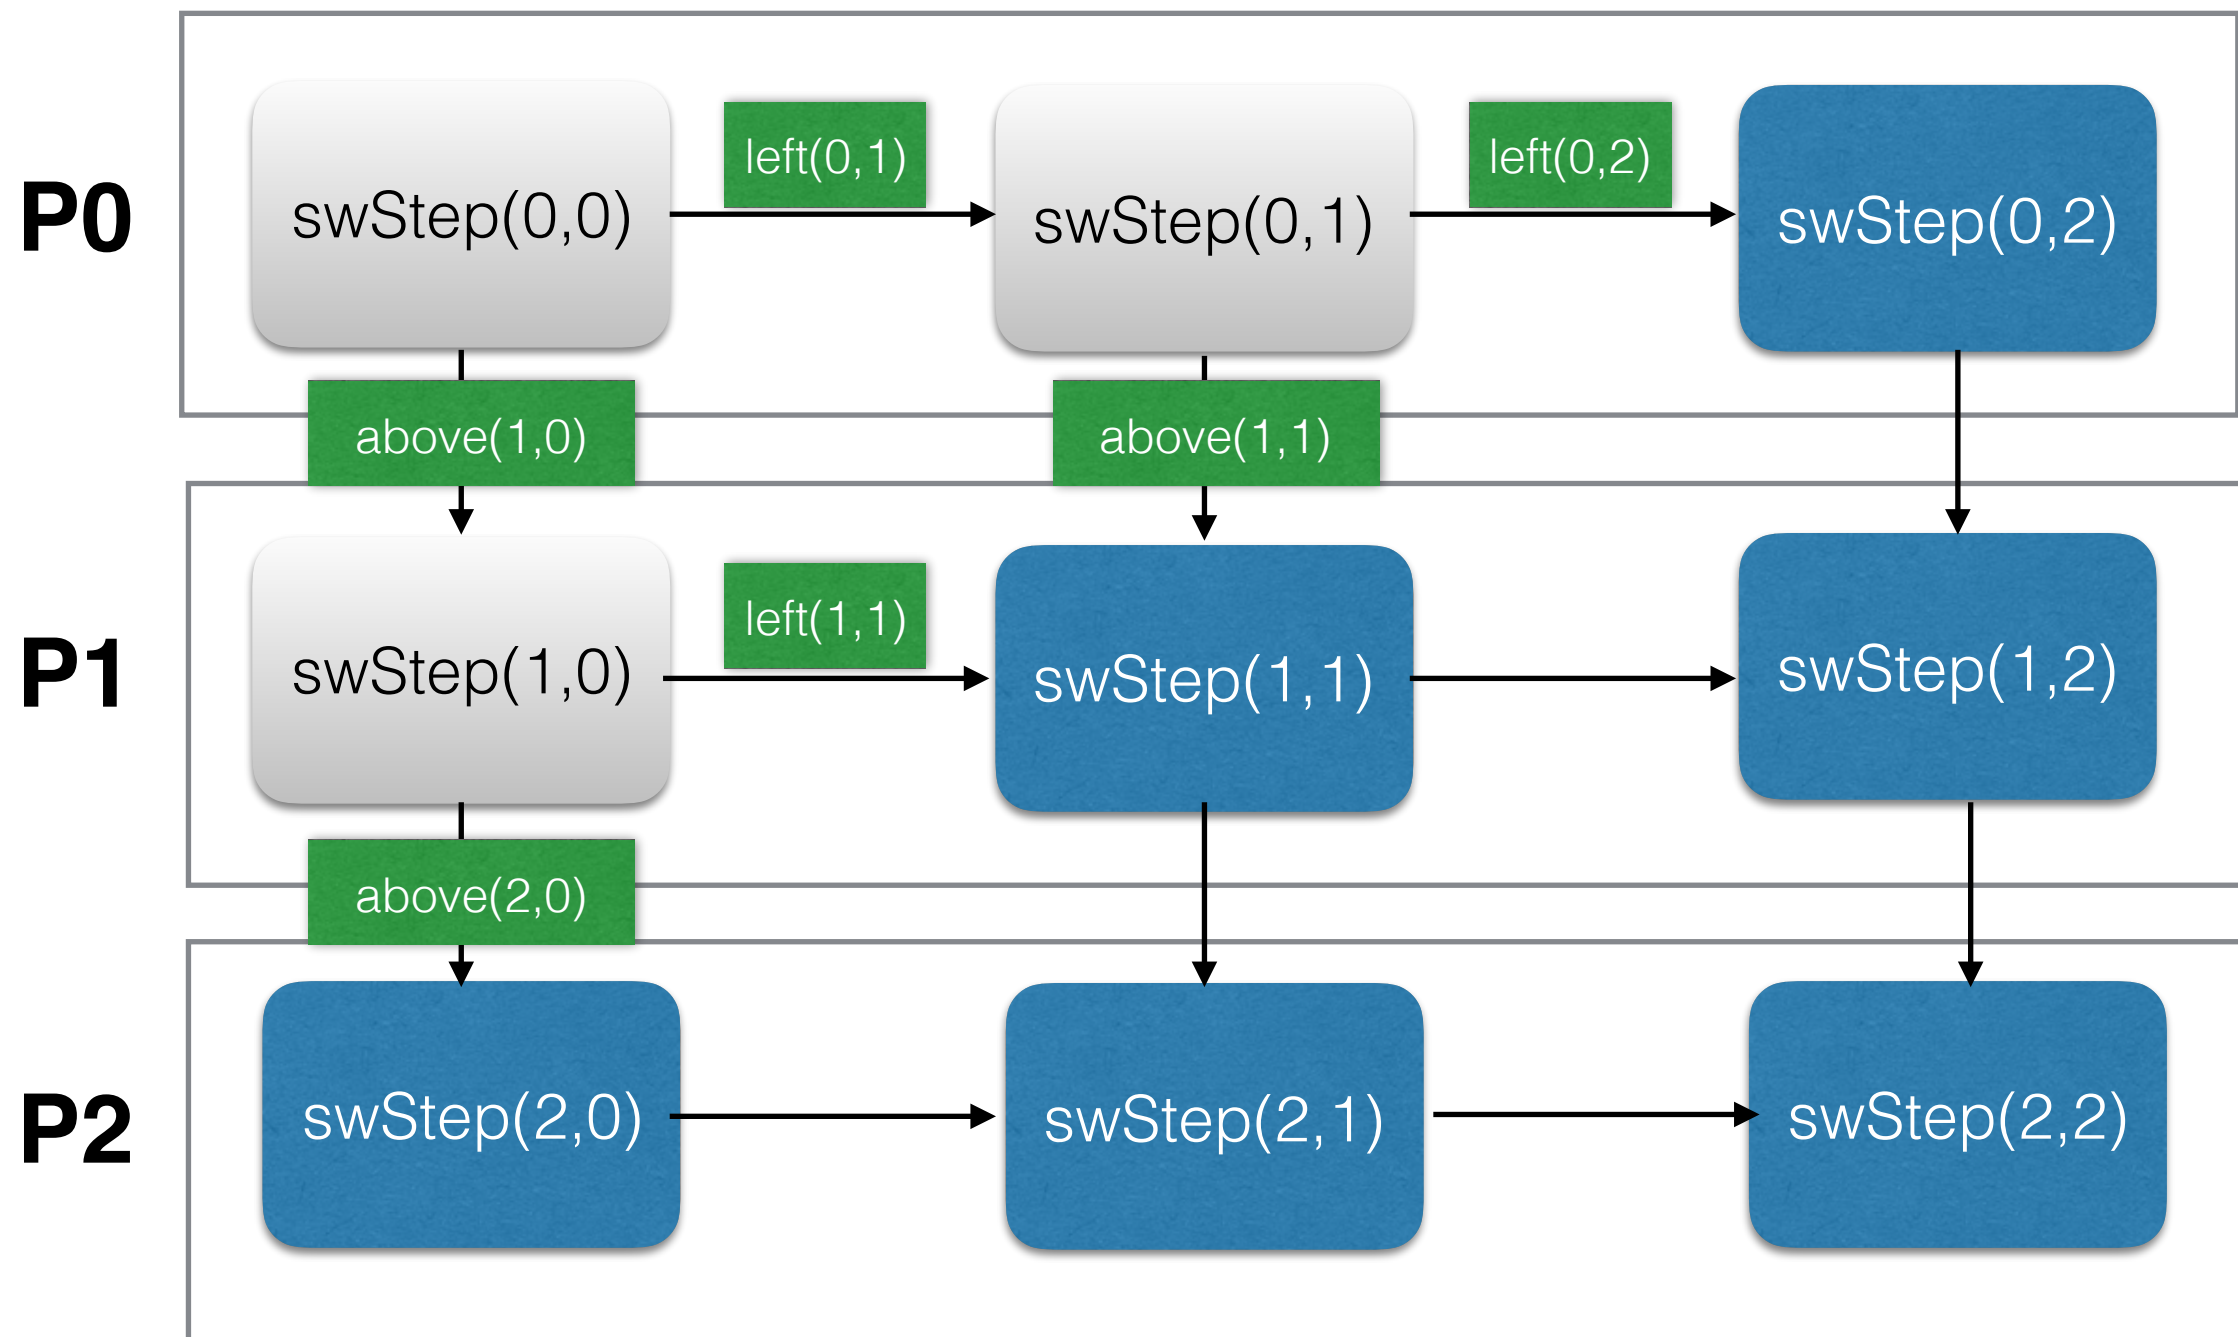 P0
swStep(0,0)
left(0,1)
swStep(0,1)
left(0,2)
swStep(0,2)
above(1,0)
above(1,1)
P1
swStep(1,0)
left(1,1)
swStep(1,1)
swStep(1,2)
above(2,0)
P2
swStep(2,0)
swStep(2,1)
swStep(2,2)